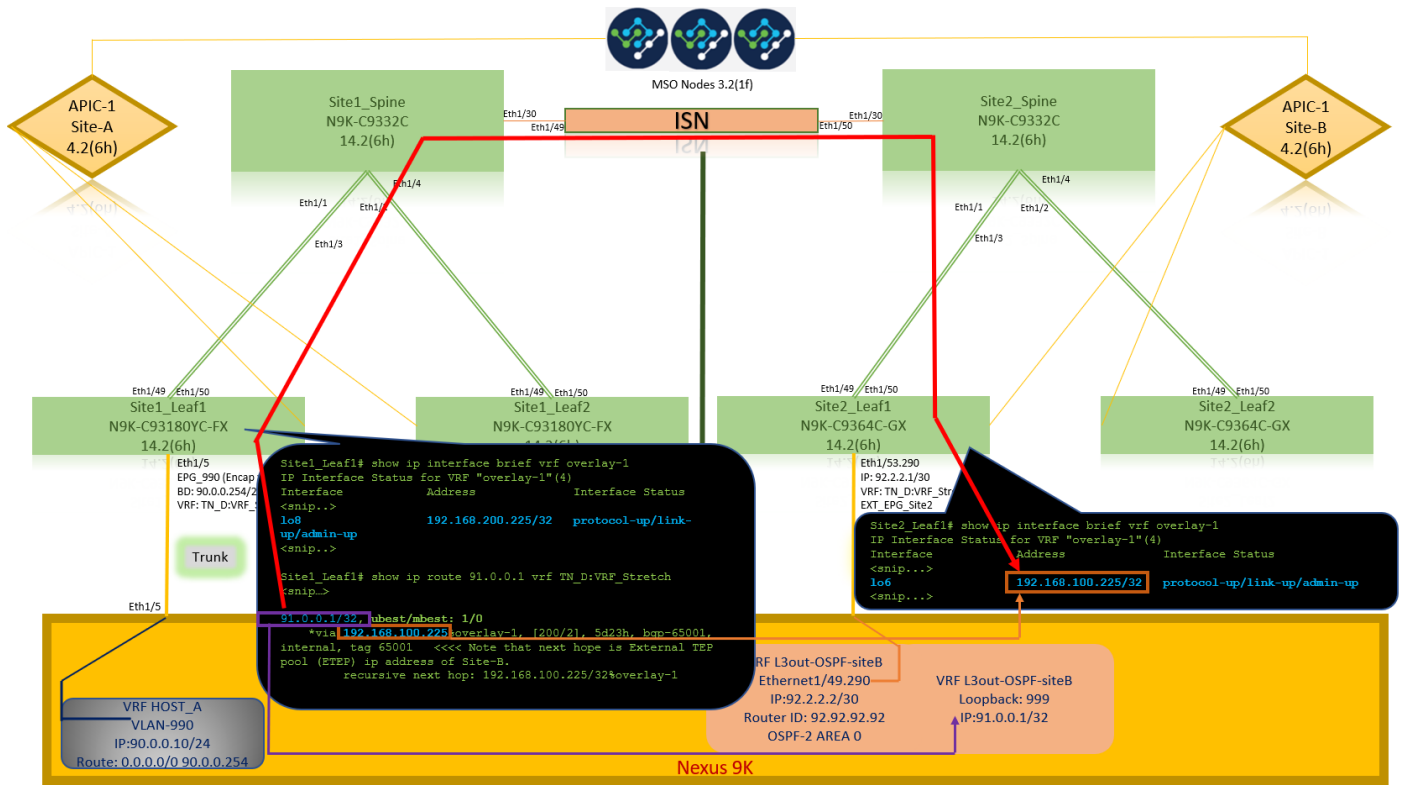 MSO Nodes 3.2(1f)
APIC-1
Site-A
4.2(6h)
Site1_Spine
N9K-C9332C
14.2(6h)
Eth1/30
Eth1/49
ISN
Eth1/30
Eth1/50
Site2_Spine
N9K-C9332C
14.2(6h)
APIC-1
Site-B
4.2(6h)
Eth1/4
Eth1/1
Eth1/3
Eth1/4
Eth1/1
Eth1/2
Eth1/3
Eth1/49
Eth1/50
Site1_Leaf1
N9K-C93180YC-FX
14.2(6h)
Eth1/49
Eth1/50
Site1_Leaf2
N9K-C93180YC-FX
14.2(6h)
Eth1/49
Eth1/50
Site2_Leaf1
N9K-C9364C-GX
14.2(6h)
Eth1/49
Eth1/50
Site2_Leaf2
N9K-C9364C-GX
14.2(6h)
Eth1/5
EPG_990 (Encap
BD: 90.0.0.254/2
VRF: TN_D:VRF_S
Trunk
Eth1/5
Site1_Leaf1# show ip interface brief vrf overlay-1
IP Interface Status for VRF "overlay-1"(4)
Interface Address Interface Status
<snip..>
lo8 192.168.200.225/32 protocol-up/link-
up/admin-up
<snip..>
Site1_Leaf1# show ip route 91.0.0.1 vrf TN_D:VRF_Stretch
<snip…>
91.0.0.1/32, ubest/mbest: 1/0
*via 192.168.100.225%overlay-1, [200/2], 5d23h, bgp-65001,
internal, tag 65001 <<<< Note that next hope is External TEP
pool (ETEP) ip address of Site-B.
recursive next hop: 192.168.100.225/32%overlay-1
Eth1/53.290
IP: 92.2.2.1/30
VRF: TN_D:VRF_Str
EXT_EPG_Site2
Site2_Leaf1# show ip interface brief vrf overlay-1
IP Interface Status for VRF "overlay-1"(4)
Interface Address Interface Status
<snip...>
lo6 192.168.100.225/32 protocol-up/link-up/admin-up
<snip...>
VRF HOST_A
VLAN-990
IP:90.0.0.10/24
Route: 0.0.0.0/0 90.0.0.254
RF L3out-OSPF-siteB
Ethernet1/49.290
IP:92.2.2.2/30
Router ID: 92.92.92.92
OSPF-2 AREA 0
VRF L3out-OSPF-siteB
Loopback: 999
IP:91.0.0.1/32
Nexus 9K